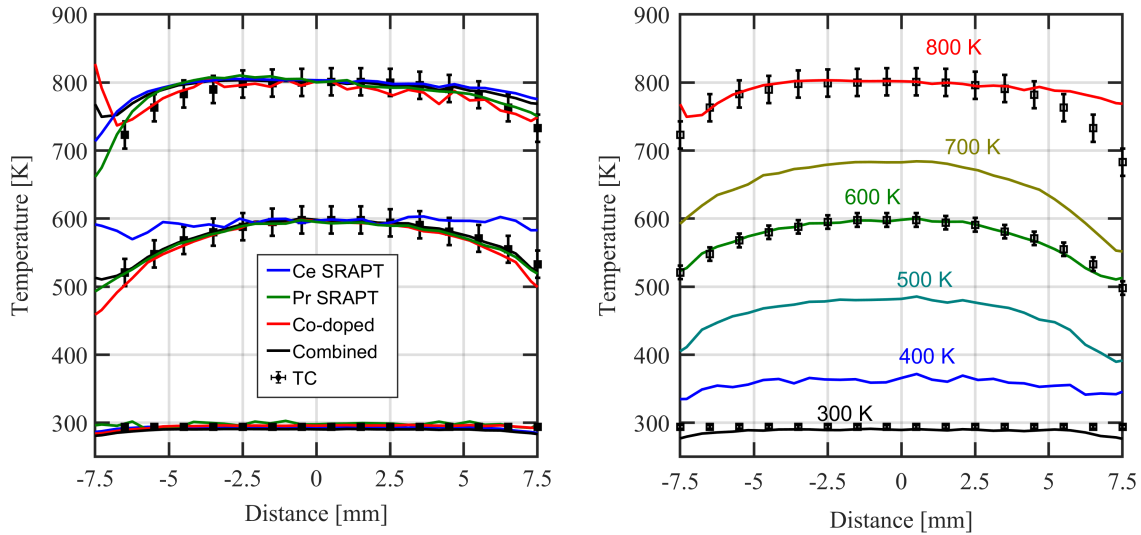 900
800
700
600
500
400
300
-7.5
-5
-2.5
0
2.5
5
7.5
Distance [mm]
Temperature [K]
Ce SRAPT
Pr SRAPT
Co-doped
Combined
TC
900
800
700
600
500
400
300
-7.5
-5
-2.5
0
2.5
5
7.5
Distance [mm]
Temperature [K]
800 K
700 K
600 K
500 K
400 K
300 K